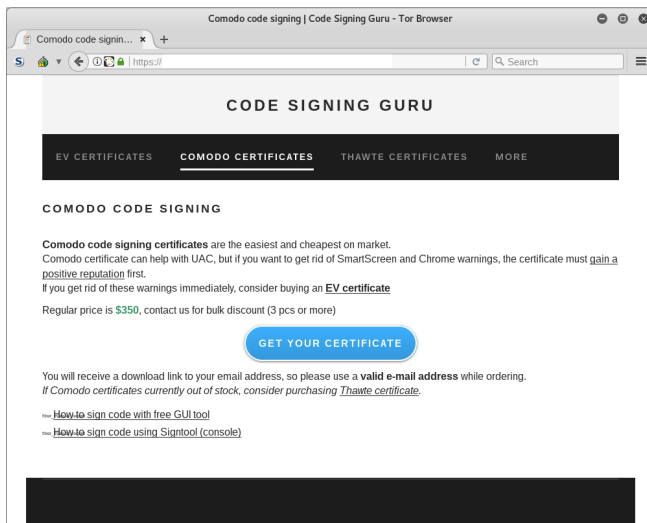 Comodo code signing | Code Signing Guru - Tor Browser
Comodo code signin...
https:/
Search
CODE SIGNING GURU
EV CERTIFICATES COMODO CERTIFICATES THAWTE CERTIFICATES MORE
COMODO CODE SIGNING
Comodo code signing certificates are the easiest and cheapest on market.
Comodo certificate can help with UAC, but if you want to get rid of SmartScreen and Chrome warnings, the certificate must gain a
positive reputation first.
If you get rid of these warnings immediately, consider buying an EV certificate
Regular price is $350, contact us for bulk discount (3 pcs or more)
GET YOUR CERTIFICATE
You will receive a download link to your email address, so please use a valid e-mail address while ordering.
If Comodo certificates currently out of stock, consider purchasing Thawte certificate.
How to sign code with free GUI tool
How to sign code using Signtool (console)